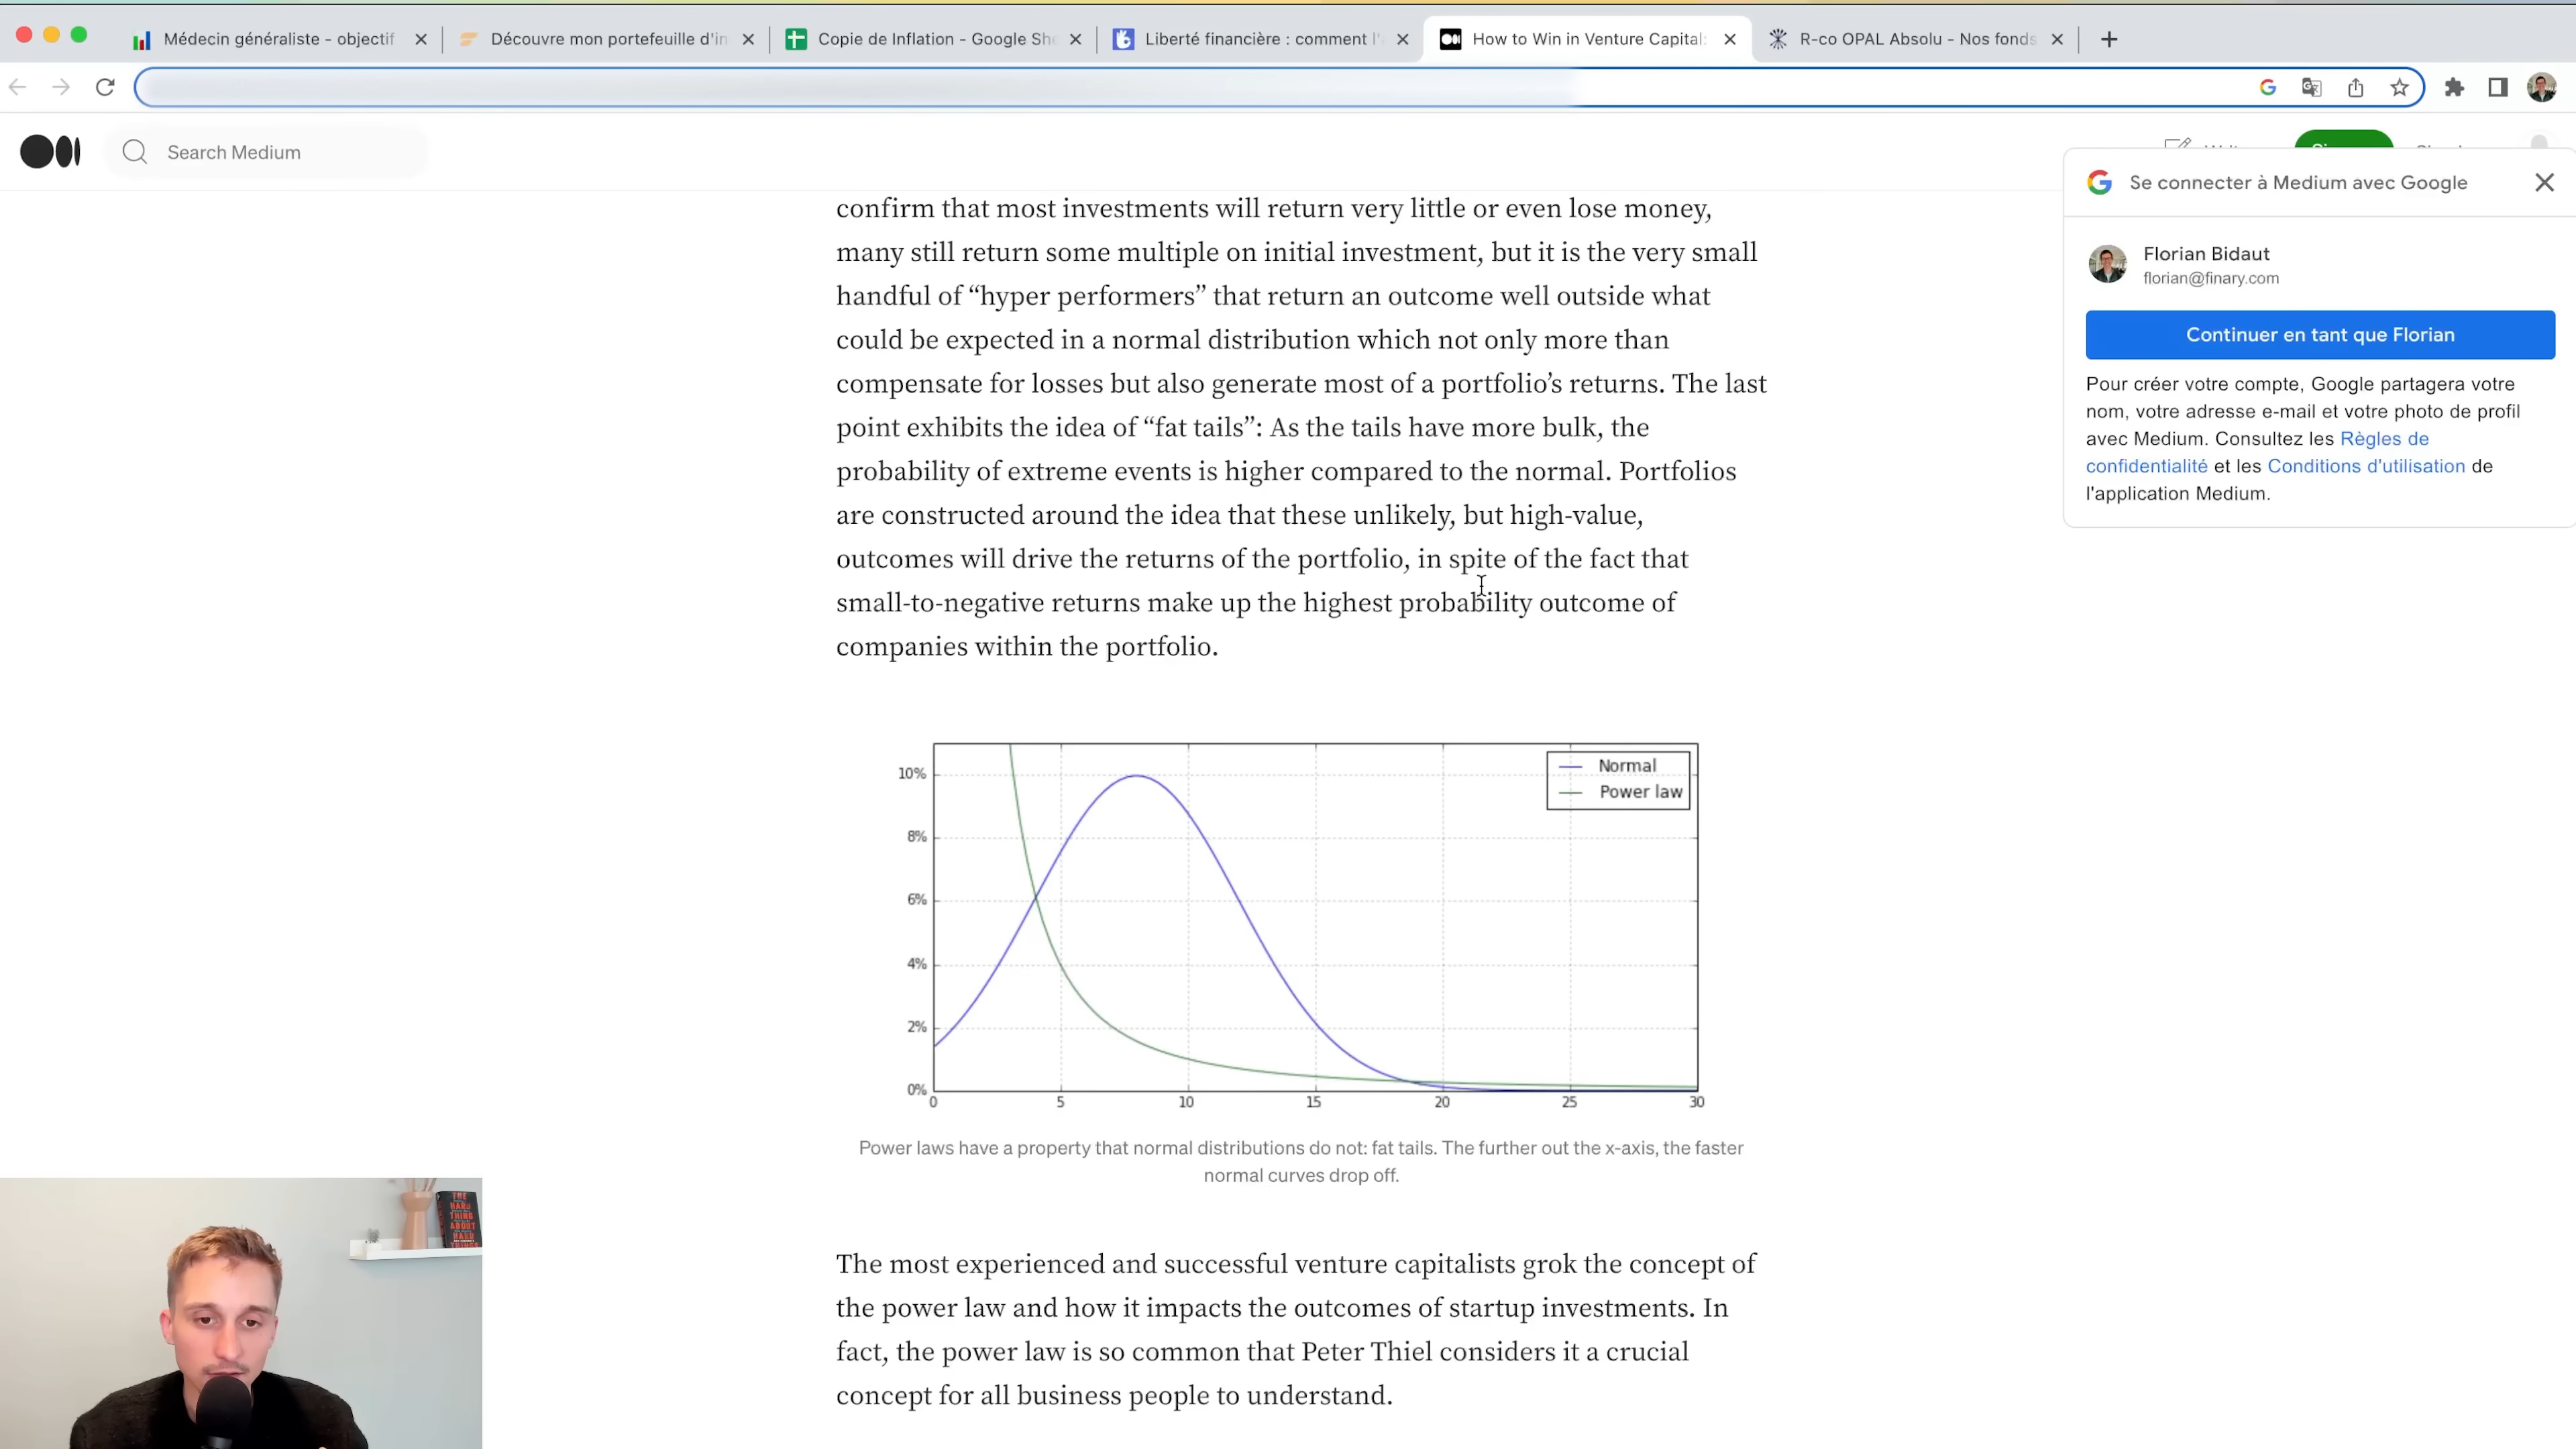 Médecin généraliste - objectif
Découvre mon portefeuille d'in
Copie de Inflation - Google She
Liberté financière : comment l'
How to Win in Venture Capital:
R-co OPAL Absolu - Nos fonds
Search Medium
Se connecter à Medium avec Google
Florian Bidaut
florian@finary.com
Continuer en tant que Florian
Pour créer votre compte, Google partagera votre
nom, votre adresse e-mail et votre photo de profil
avec Medium. Consultez les Règles de
confidentialité et les Conditions d'utilisation de
l'application Medium.
confirm that most investments will return very little or even lose money,
many still return some multiple on initial investment, but it is the very small
handful of “hyper performers” that return an outcome well outside what
could be expected in a normal distribution which not only more than
compensate for losses but also generate most of a portfolio’s returns. The last
point exhibits the idea of “fat tails”: As the tails have more bulk, the
probability of extreme events is higher compared to the normal. Portfolios
are constructed around the idea that these unlikely, but high-value,
outcomes will drive the returns of the portfolio, in spite of the fact that
small-to-negative returns make up the highest probability outcome of
companies within the portfolio.
Normal
Power law
10%
8%
6%
4%
2%
0%
0 5 10 15 20 25 30
Power laws have a property that normal distributions do not: fat tails. The further out the x-axis, the faster
normal curves drop off.
The most experienced and successful venture capitalists grok the concept of
the power law and how it impacts the outcomes of startup investments. In
fact, the power law is so common that Peter Thiel considers it a crucial
concept for all business people to understand.
THE
HARD
THING
ABOUT
HARD
THINGS